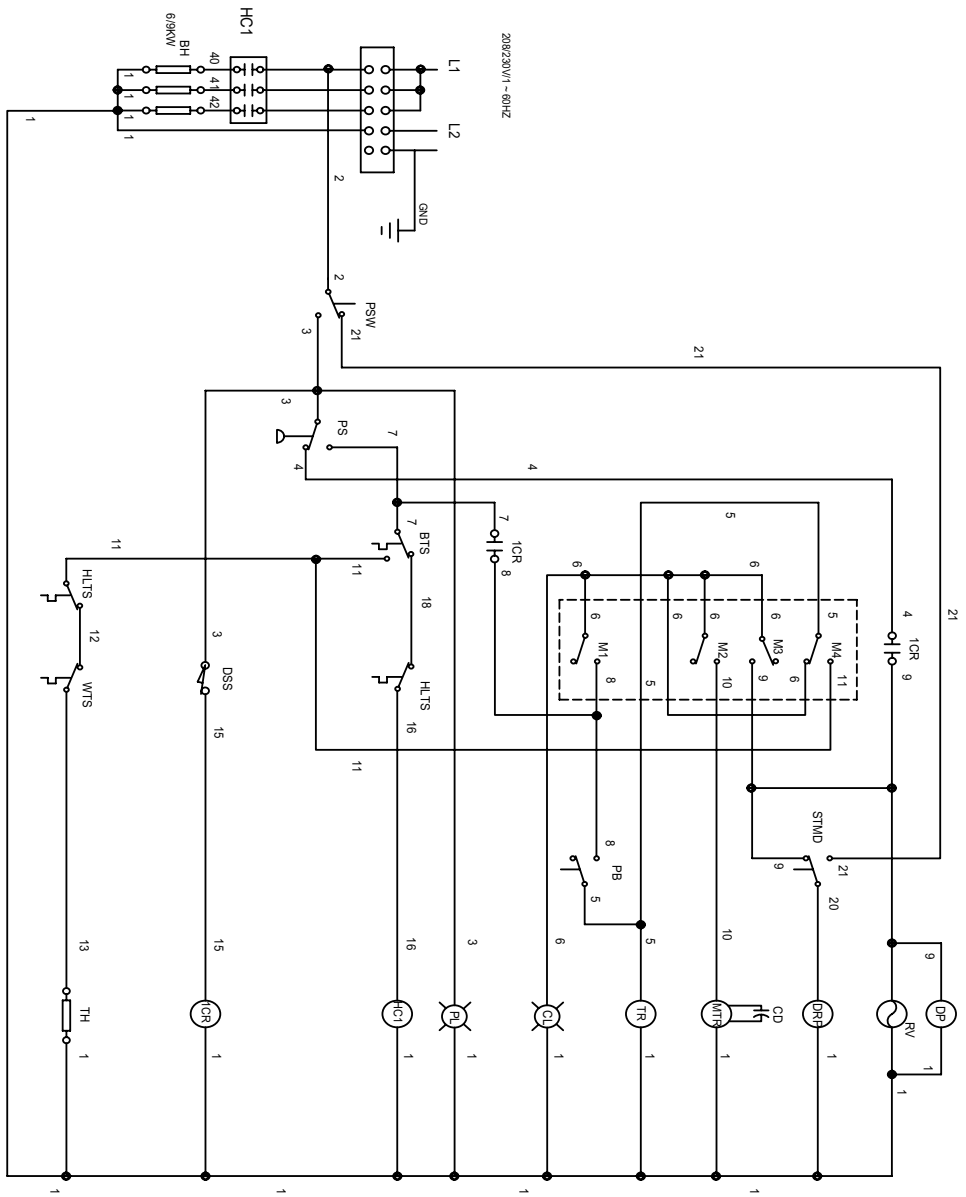 21
DP
9
1
4
1CR
9
RV
1
5
M4
11
21
20
STMD
DRP
1
6
9
6
6
M3
9
CD
1
5
6
M2
10
10
MTR
1
21
6
5
5
TR
1
6
6
M1
8
8
PB
5
6
CL
1
4
1
208/230V/1~60HZ
7
1CR
8
L1
3
PL
1
L2
GND
7
7
BTS
18
HLTS
16
16
HC1
1
PSW
21
11
11
2
2
PS
3
3
4
1
HC1
40
41
42
BH
6/9KW
1
1
1
1
3
DSS
15
15
1CR
1
11
HLTS
12
WTS
13
TH
1
1
1